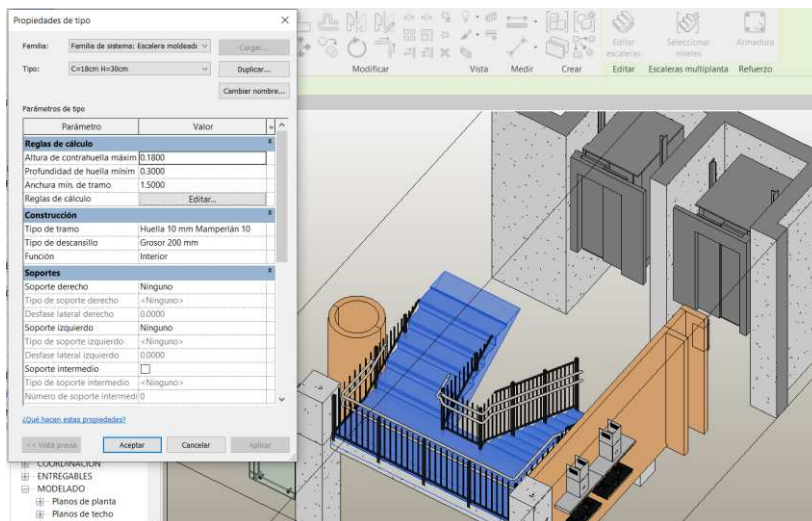 Propiedades de tipo
Familia: Familia de sistema: Escalera moldeado Cargar...
Tipo: C=18cm H=30cm Duplicar...
Cambiar nombre...
Parámetros de tipo
Parámetro Valor =
Reglas de cálculo
Altura de contrahuella máxim 0.1800
Profundidad de huella mínim 0.3000
Anchura mín. de tramo 1.5000
Reglas de cálculo Editar...
Construcción
Tipo de tramo Huella 10 mm Mamperlán 10
Tipo de descansillo Grosor 200 mm
Función Interior
Soportes
Soporte derecho Ninguno
Tipo de soporte derecho <Ninguno>
Desfase lateral derecho 0.0000
Soporte izquierdo Ninguno
Tipo de soporte izquierdo <Ninguno>
Desfase lateral izquierdo 0.0000
Soporte intermedio
Tipo de soporte intermedio <Ninguno>
Número de soporte intermedi 0
¿Qué hacen estas propiedades?
<< Vista previa Aceptar Cancelar Aplicar
COORDINACIÓN
ENTREGABLES
MODELADO
Planos de planta
Planos de techo
Editar escaleras
Seleccionar niveles
Armadura
Modificar Vista Medir Crear Editar Escaleras multiplanta Refuerzo